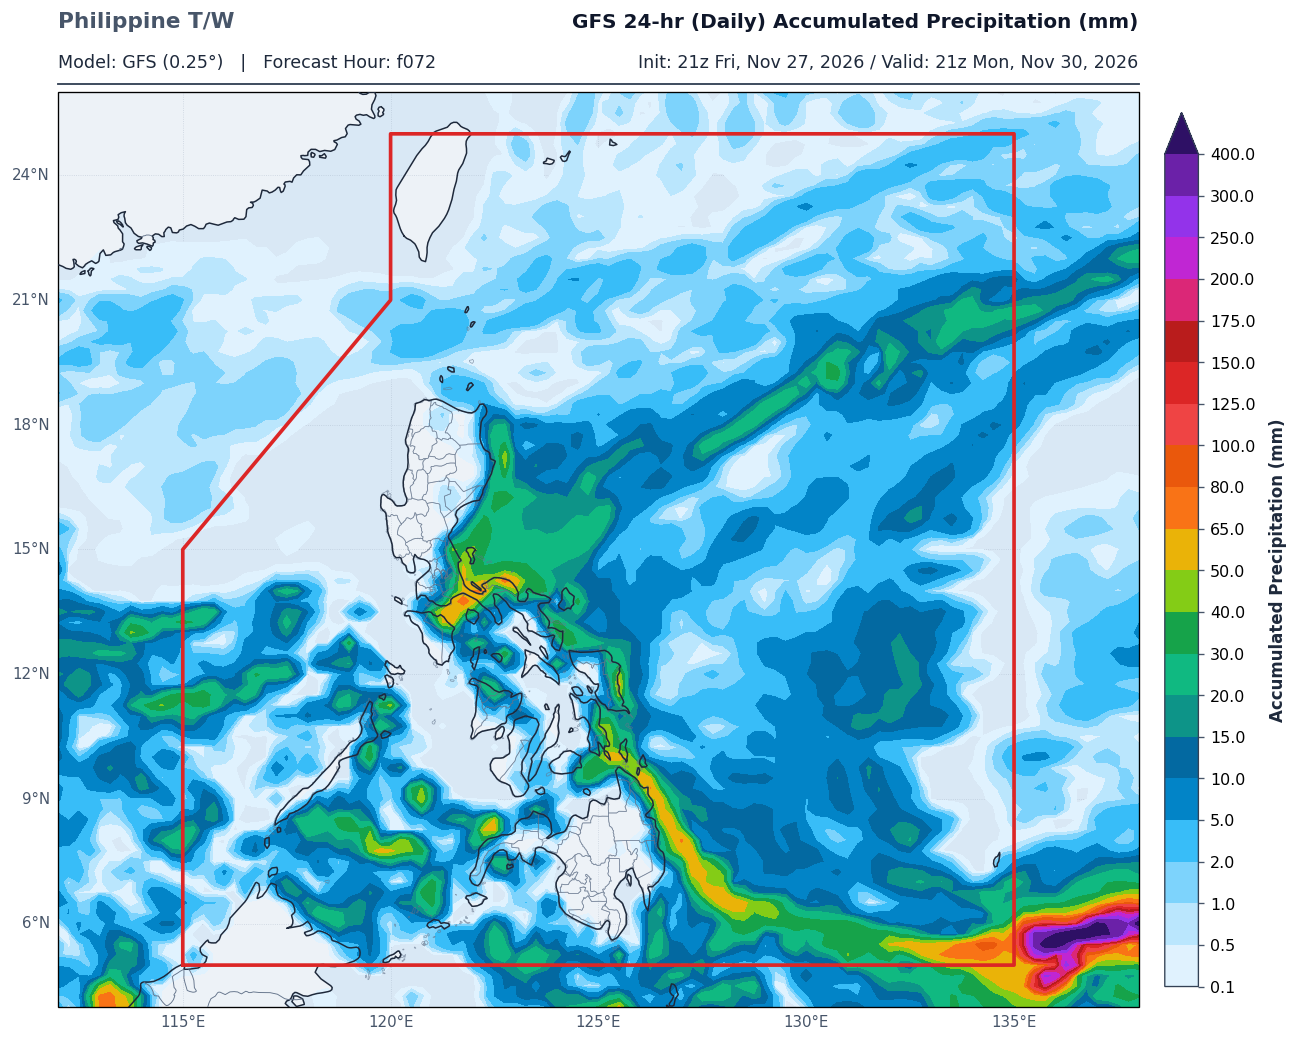 Philippine T/W
GFS 24-hr (Daily) Accumulated Precipitation (mm)
Model: GFS (0.25°) | Forecast Hour: f072
Init: 21z Fri, Nov 27, 2026 / Valid: 21z Mon, Nov 30, 2026
24°N
21°N
18°N
15°N
12°N
9°N
6°N
115°E
120°E
125°E
130°E
135°E
400.0
300.0
250.0
200.0
175.0
150.0
125.0
100.0
80.0
65.0
50.0
40.0
30.0
20.0
15.0
10.0
5.0
2.0
1.0
0.5
0.1
Accumulated Precipitation (mm)